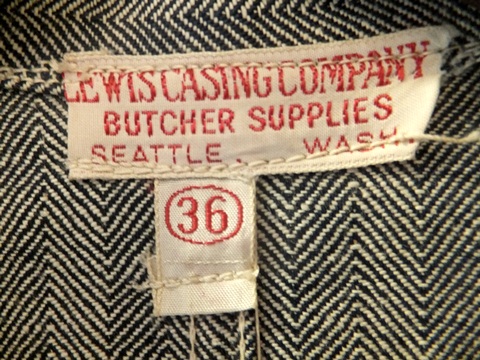 LEWIS CASING COMPANY
BUTCHER SUPPLIES
SEATTLE, WASH.
36